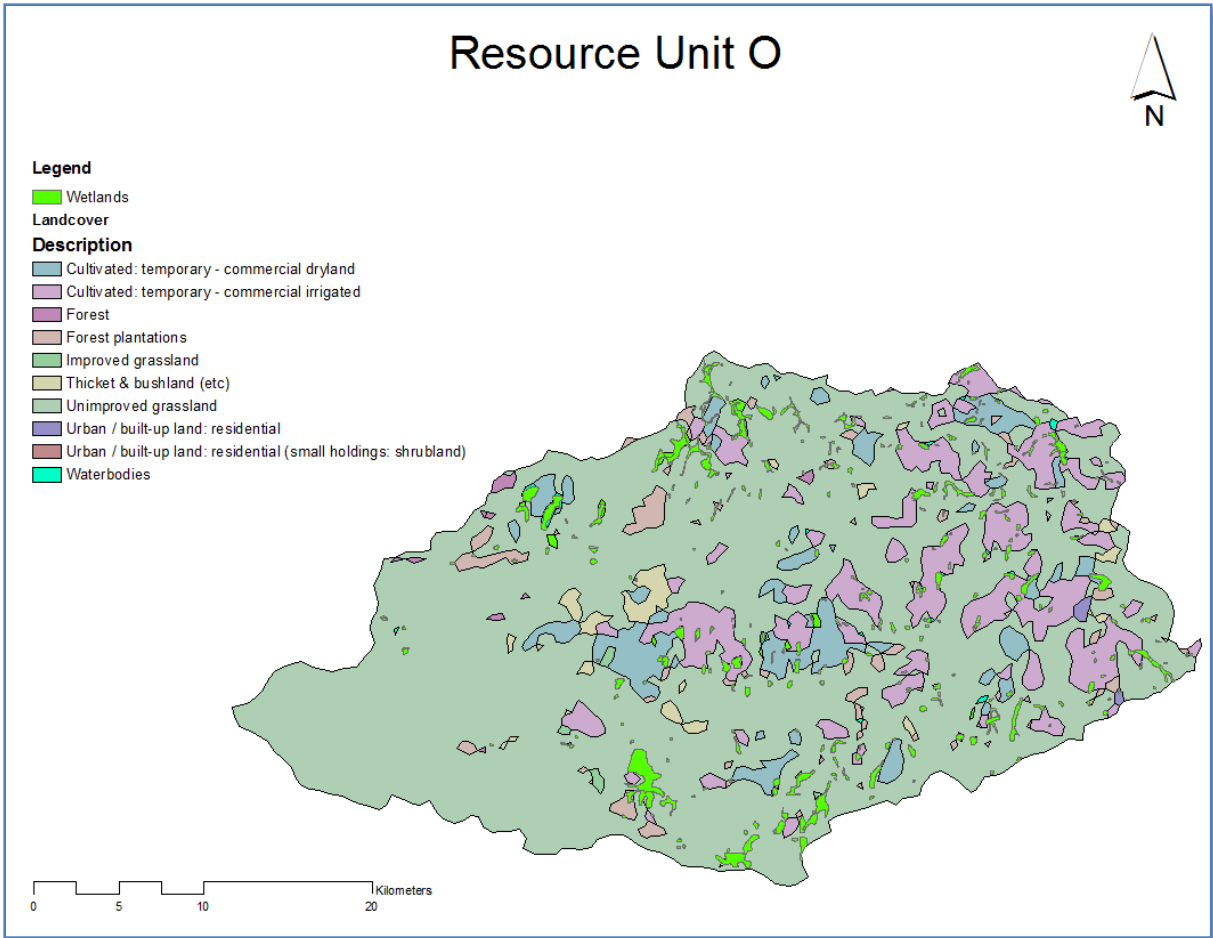 Resource Unit O
N
Legend
Wetlands
Landcover
Description
Cultivated: temporary - commercial dryland
Cultivated: temporary - commercial irrigated
Forest
Forest plantations
Improved grassland
Thicket & bushland (etc)
Unimproved grassland
Urban / built-up land: residential
Urban / built-up land: residential (small holdings: shrubland)
Waterbodies
Kilometers
0 5 10 20